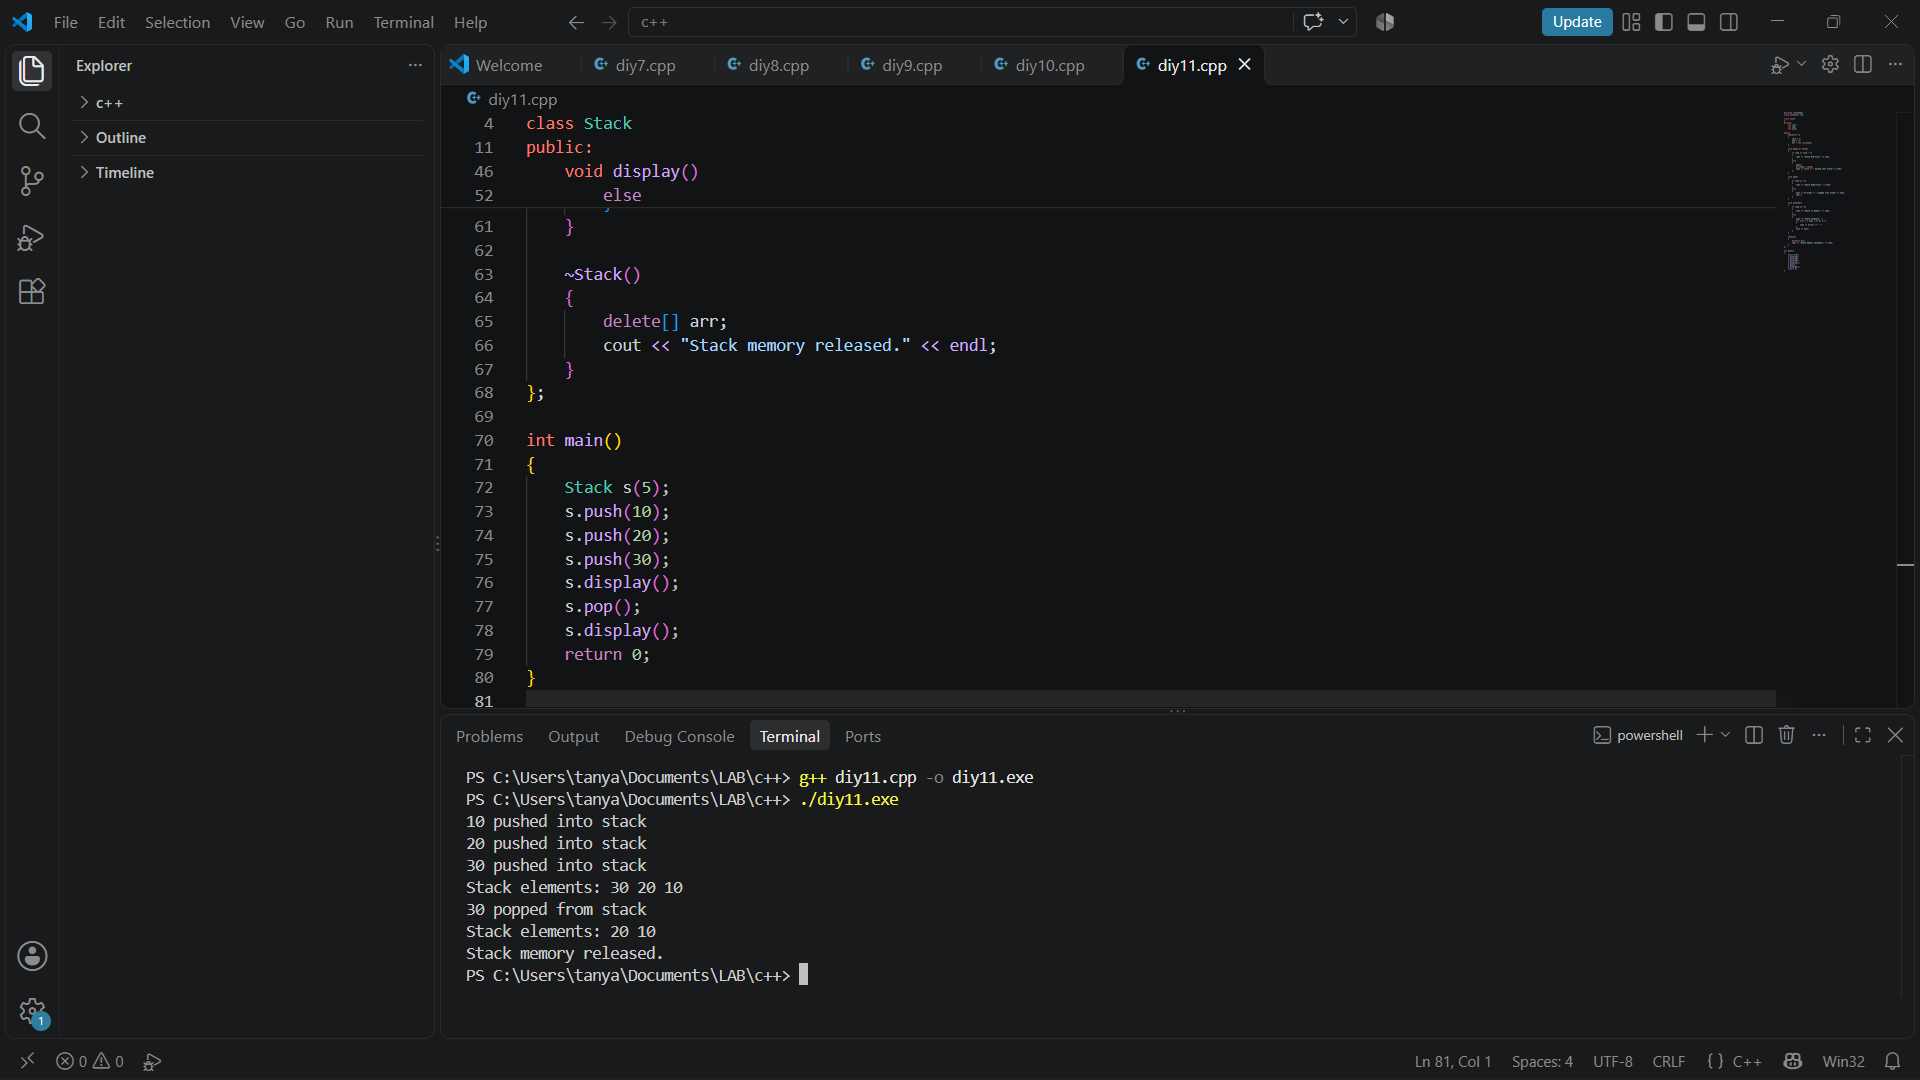 File Edit Selection View Go Run Terminal Help
c++
Update
Explorer
c++
Outline
Timeline
Welcome diy7.cpp diy8.cpp diy9.cpp diy10.cpp diy11.cpp
diy11.cpp
4 class Stack
11 public:
46 void display()
52 else
61 }
62
63 ~Stack()
64 {
65 delete[] arr;
66 cout << "Stack memory released." << endl;
67 }
68 };
69
70 int main()
71 {
72 Stack s(5);
73 s.push(10);
74 s.push(20);
75 s.push(30);
76 s.display();
77 s.pop();
78 s.display();
79 return 0;
80 }
81
Problems Output Debug Console Terminal Ports
powershell
PS C:\Users\tanya\Documents\LAB\c++> g++ diy11.cpp -o diy11.exe
PS C:\Users\tanya\Documents\LAB\c++> ./diy11.exe
10 pushed into stack
20 pushed into stack
30 pushed into stack
Stack elements: 30 20 10
30 popped from stack
Stack elements: 20 10
Stack memory released.
PS C:\Users\tanya\Documents\LAB\c++>
1
0 0
Ln 81, Col 1 Spaces: 4 UTF-8 CRLF {} C++ Win32